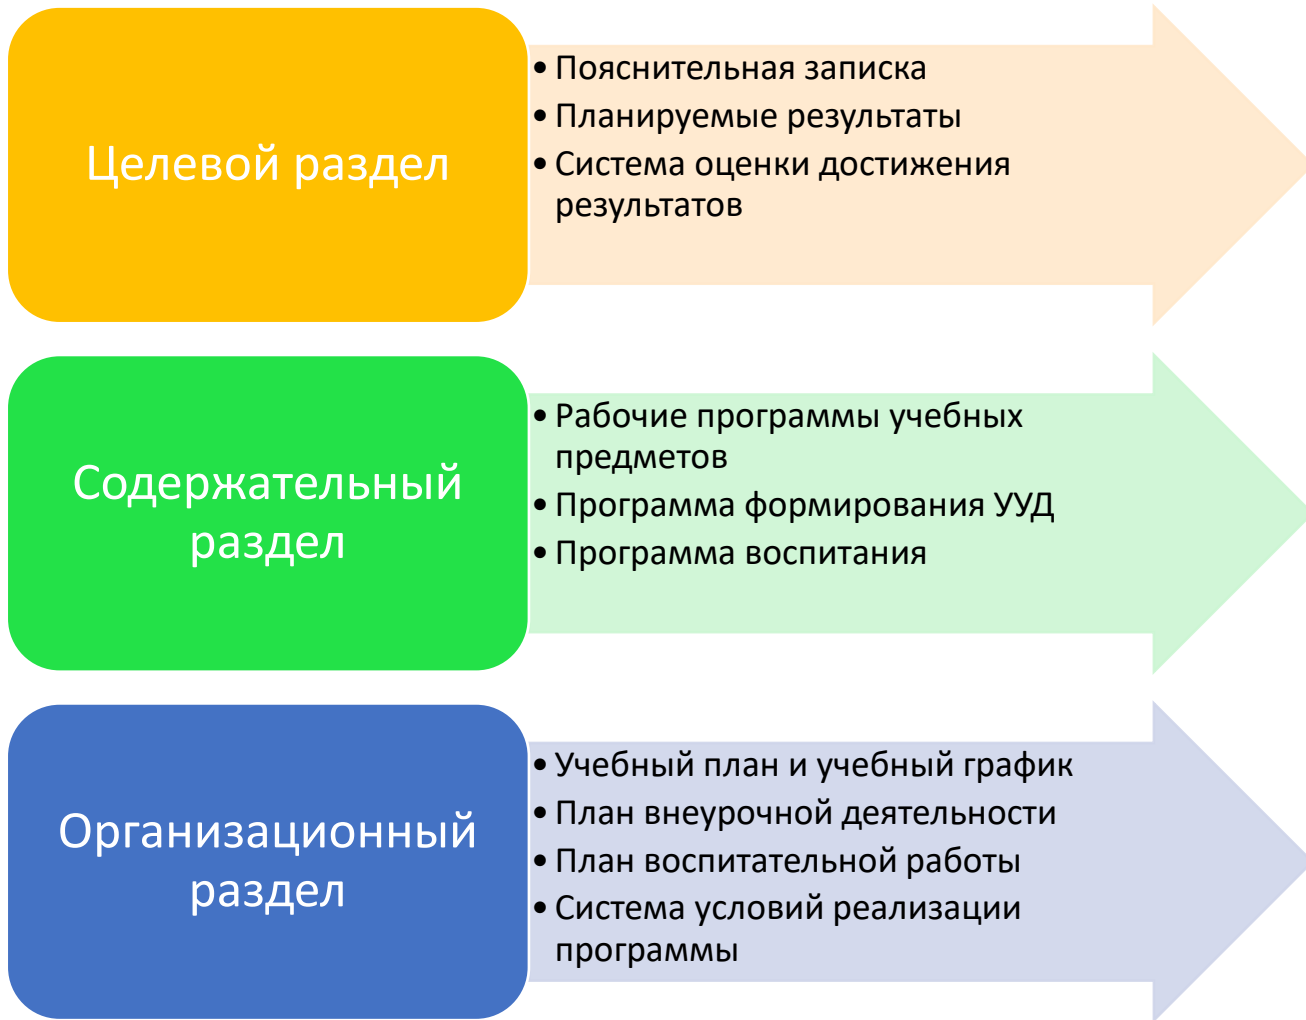 Целевой раздел
• Пояснительная записка
• Планируемые результаты
• Система оценки достижения
результатов
Содержательный
раздел
• Рабочие программы учебных
предметов
• Программа формирования УУД
• Программа воспитания
Организационный
раздел
• Учебный план и учебный график
• План внеурочной деятельности
• План воспитательной работы
• Система условий реализации
программы